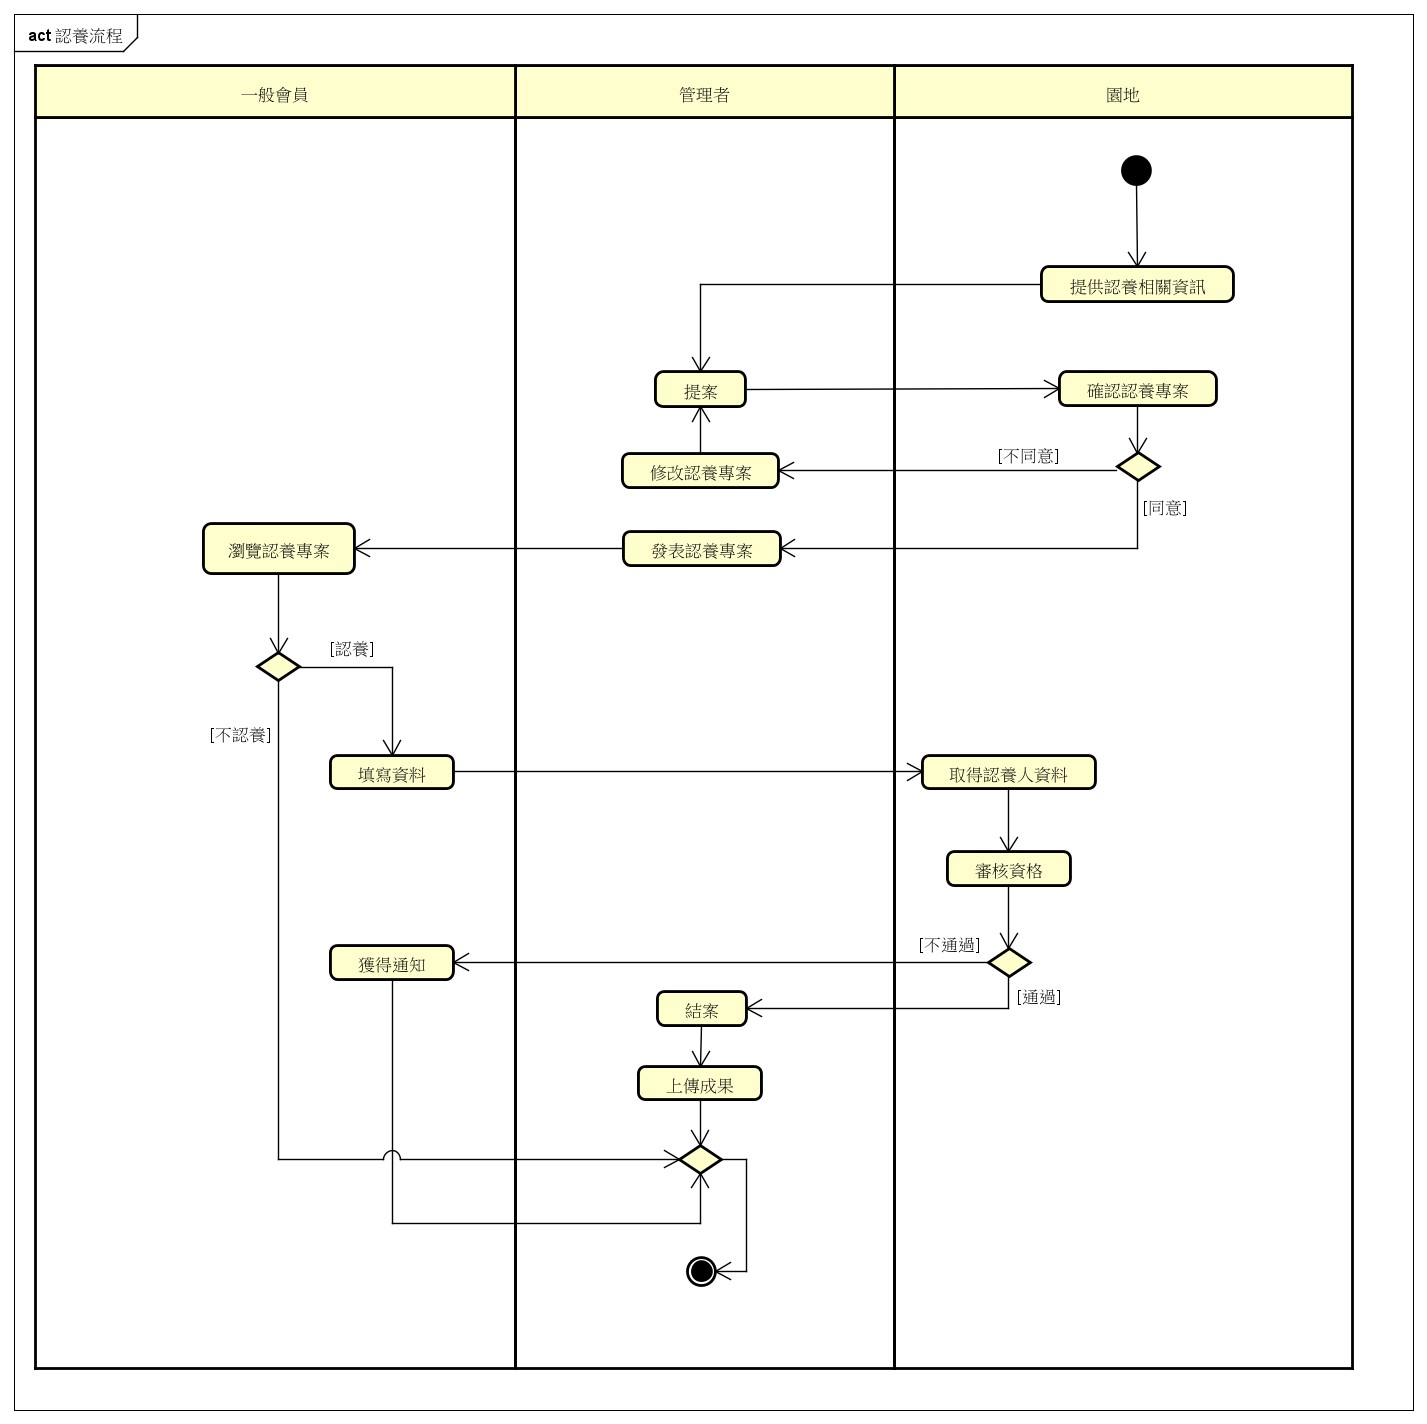 act 認養流程
一般會員
管理者
園地
提供認養相關資訊
提案
確認認養專案
[不同意]
修改認養專案
[同意]
瀏覽認養專案
發表認養專案
[認養]
[不認養]
填寫資料
取得認養人資料
審核資格
[不通過]
獲得通知
[通過]
結案
上傳成果